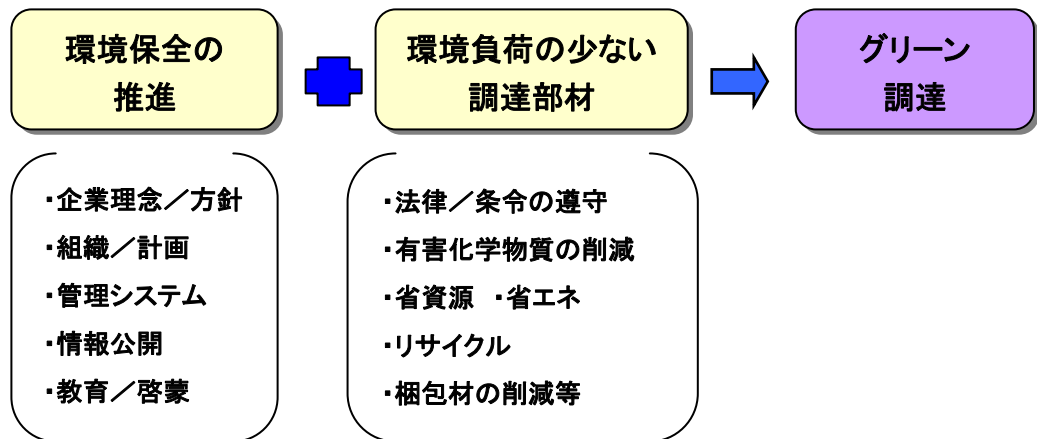 環境保全の
推進
環境負荷の少ない
調達部材
グリーン
調達
・企業理念／方針
・組織／計画
・管理システム
・情報公開
・教育／啓蒙
・法律／条令の遵守
・有害化学物質の削減
・省資源　・省エネ
・リサイクル
・梱包材の削減等